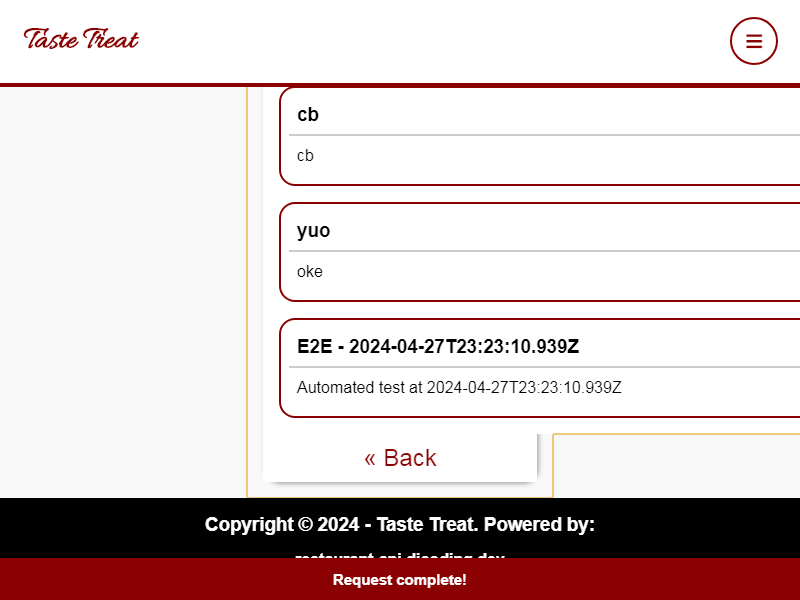 Taste Treat
cb
cb
yuo
oke
E2E - 2024-04-27T23:23:10.939Z
Automated test at 2024-04-27T23:23:10.939Z
« Back
Copyright © 2024 - Taste Treat. Powered by:
Request complete!